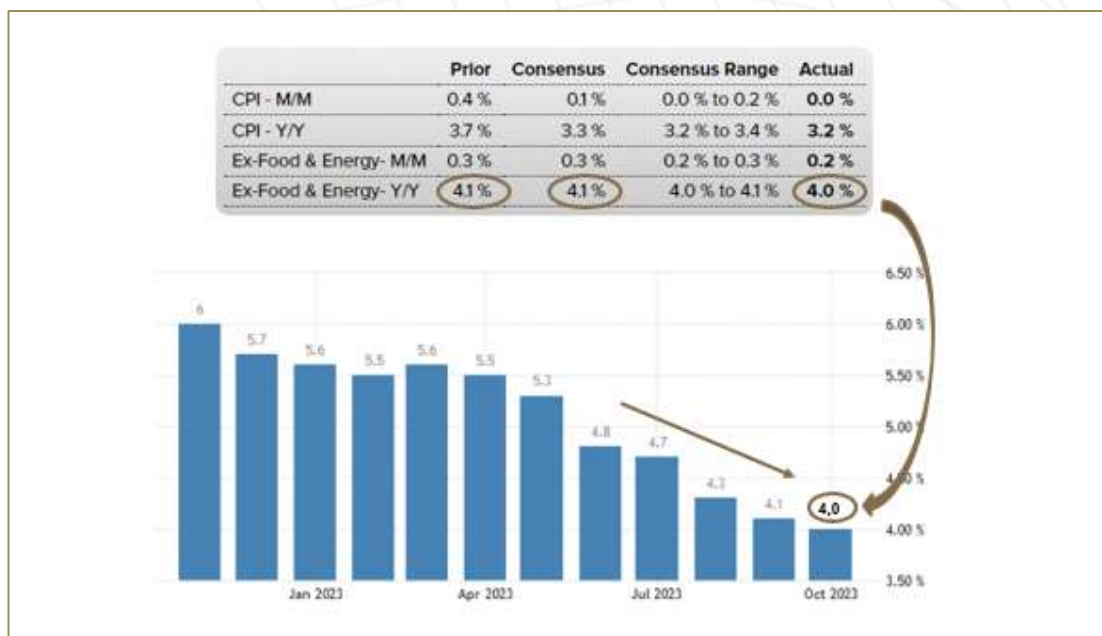 Prior Consensus Consensus Range Actual
CPI - M/M 0.4 % 0.1 % 0.0 % to 0.2 % 0.0 %
CPI - Y/Y 3.7 % 3.3 % 3.2 % to 3.4 % 3.2 %
Ex-Food & Energy- M/M 0.3 % 0.3 % 0.2 % to 0.3 % 0.2 %
Ex-Food & Energy- Y/Y 4.1 % 4.1 % 4.0 % to 4.1 % 4.0 %
6.50 %
6 6.00 %
5.7 5.6 5.5 5.6 5.5 5.50 %
5.3
5.00 %
4.8 4.7
4.50 %
4.3 4.1 4,0
4.00 %
3.50 %
Jan 2023 Apr 2023 Jul 2023 Oct 2023